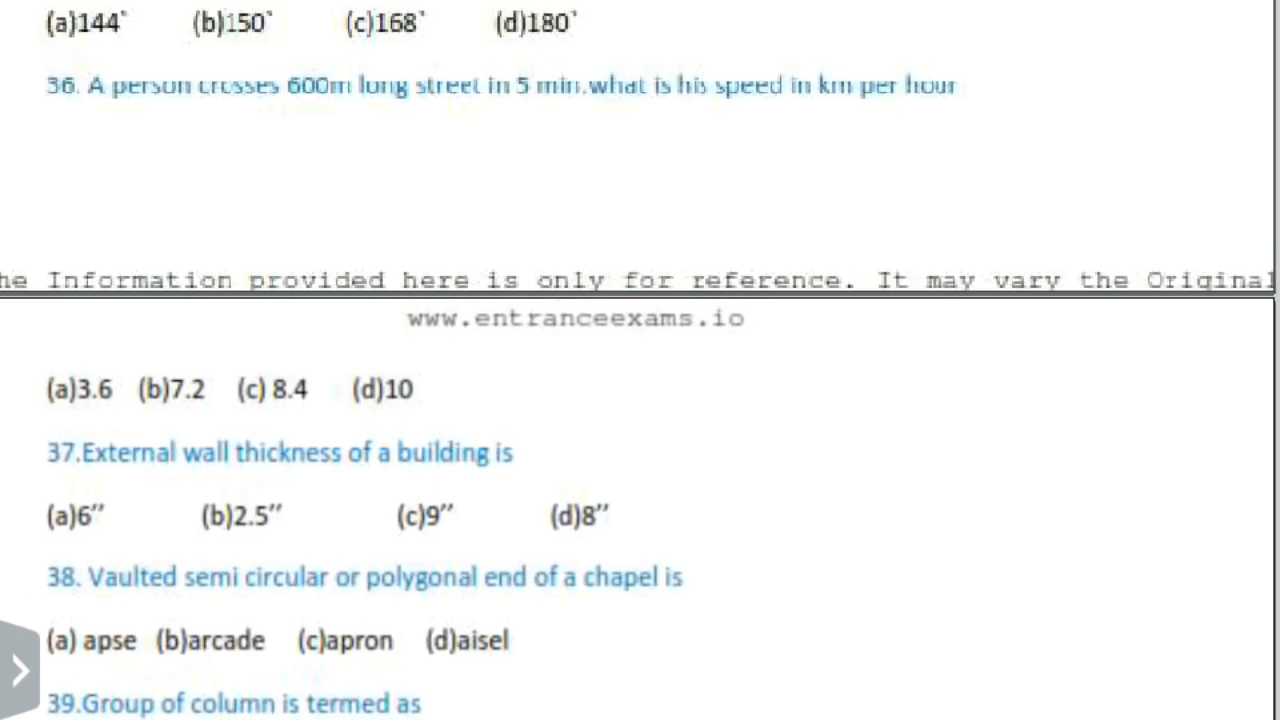 (a)144` (b)150` (c)168` (d)180`
36. A person crosses 600m long street in 5 min.what is his speed in km per hour
he Information provided here is only for reference. It may vary the Original
www.entranceexams.io
(a)3.6 (b)7.2 (c) 8.4 (d)10
37.External wall thickness of a building is
(a)6’’ (b)2.5’’ (c)9’’ (d)8’’
38. Vaulted semi circular or polygonal end of a chapel is
(a) apse (b)arcade (c)apron (d)aisel
39.Group of column is termed as